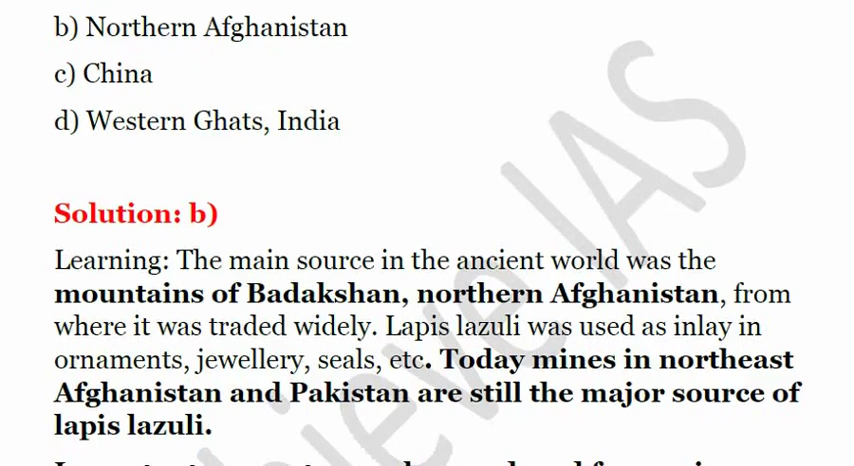 b) Northern Afghanistan
c) China
d) Western Ghats, India
Solution: b)
Learning: The main source in the ancient world was the
mountains of Badakshan, northern Afghanistan, from
where it was traded widely. Lapis lazuli was used as inlay in
ornaments, jewellery, seals, etc. Today mines in northeast
Afghanistan and Pakistan are still the major source of
lapis lazuli.